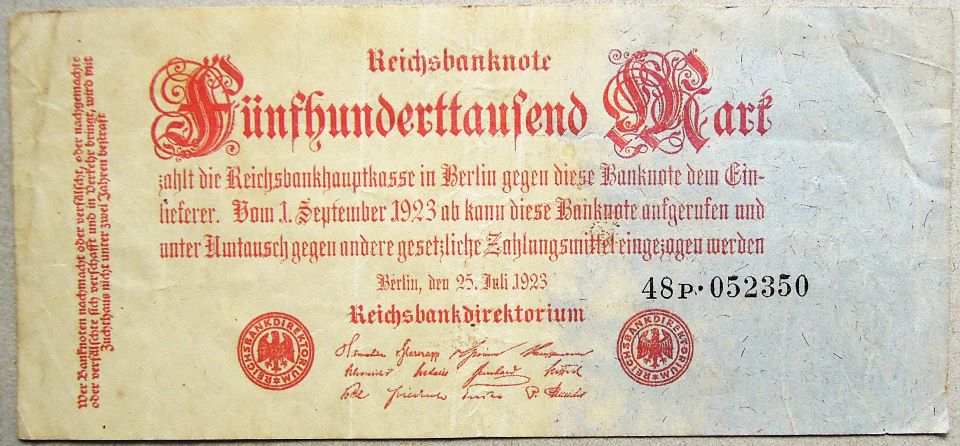 Reichsbanknote
Fünfhunderttausend Mark
zahlt die Reichsbankhauptkasse in Berlin gegen diese Banknote dem Ein-
lieferer. Vom 1. September 1923 ab kann diese Banknote aufgerufen und
unter Umtausch gegen andere gesetzliche Zahlungsmittel eingezogen werden
Berlin, den 25. Juli 1923
48P·052350
Reichsbankdirektorium
REICHSBANKDIREKTORIUM
REICHSBANKDIREKTORIUM
Wer Banknoten nachmacht oder verfälscht, oder nachgemachte
oder verfälschte sich verschafft und in Verkehr bringt, wird mit
Zuchthaus nicht unter zwei Jahren bestraft